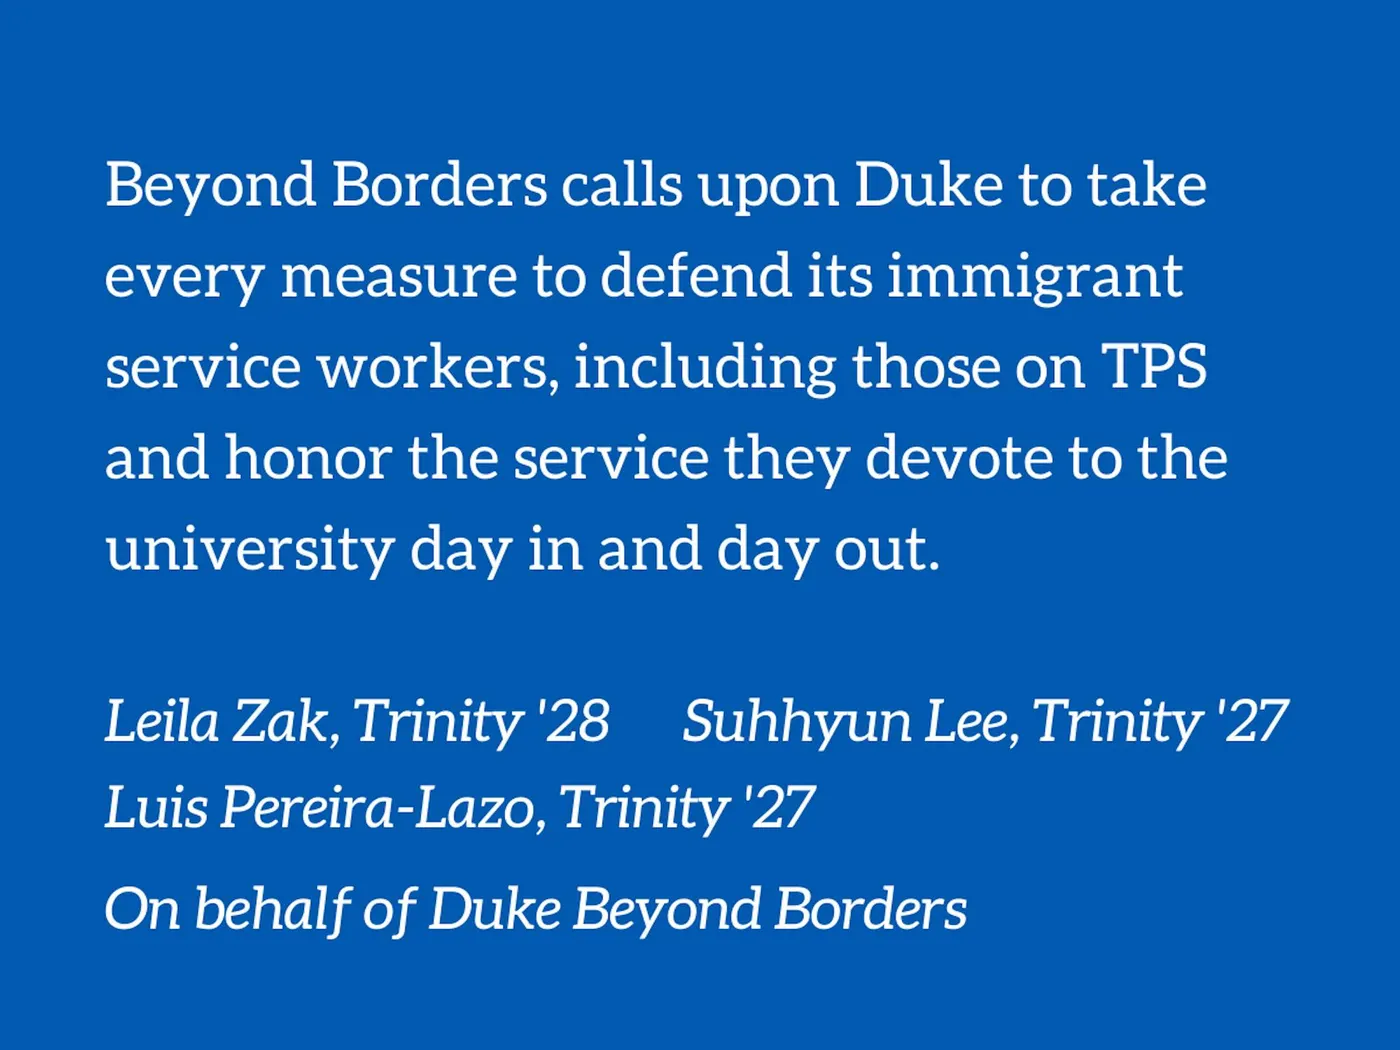 Beyond Borders calls upon Duke to take
every measure to defend its immigrant
service workers, including those on TPS
and honor the service they devote to the
university day in and day out.
Leila Zak, Trinity '28 Suhhyun Lee, Trinity '27
Luis Pereira-Lazo, Trinity '27
On behalf of Duke Beyond Borders